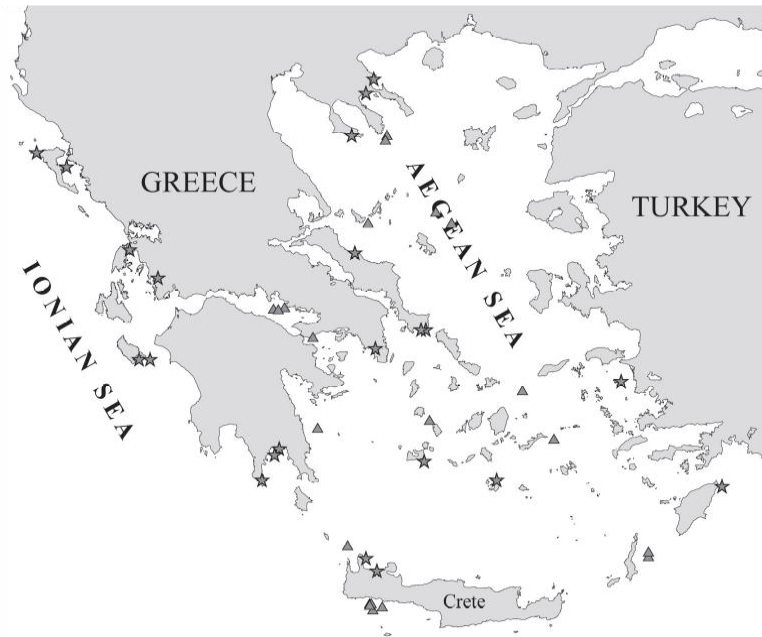 GREECE
TURKEY
AEGEAN SEA
IONIAN SEA
Crete